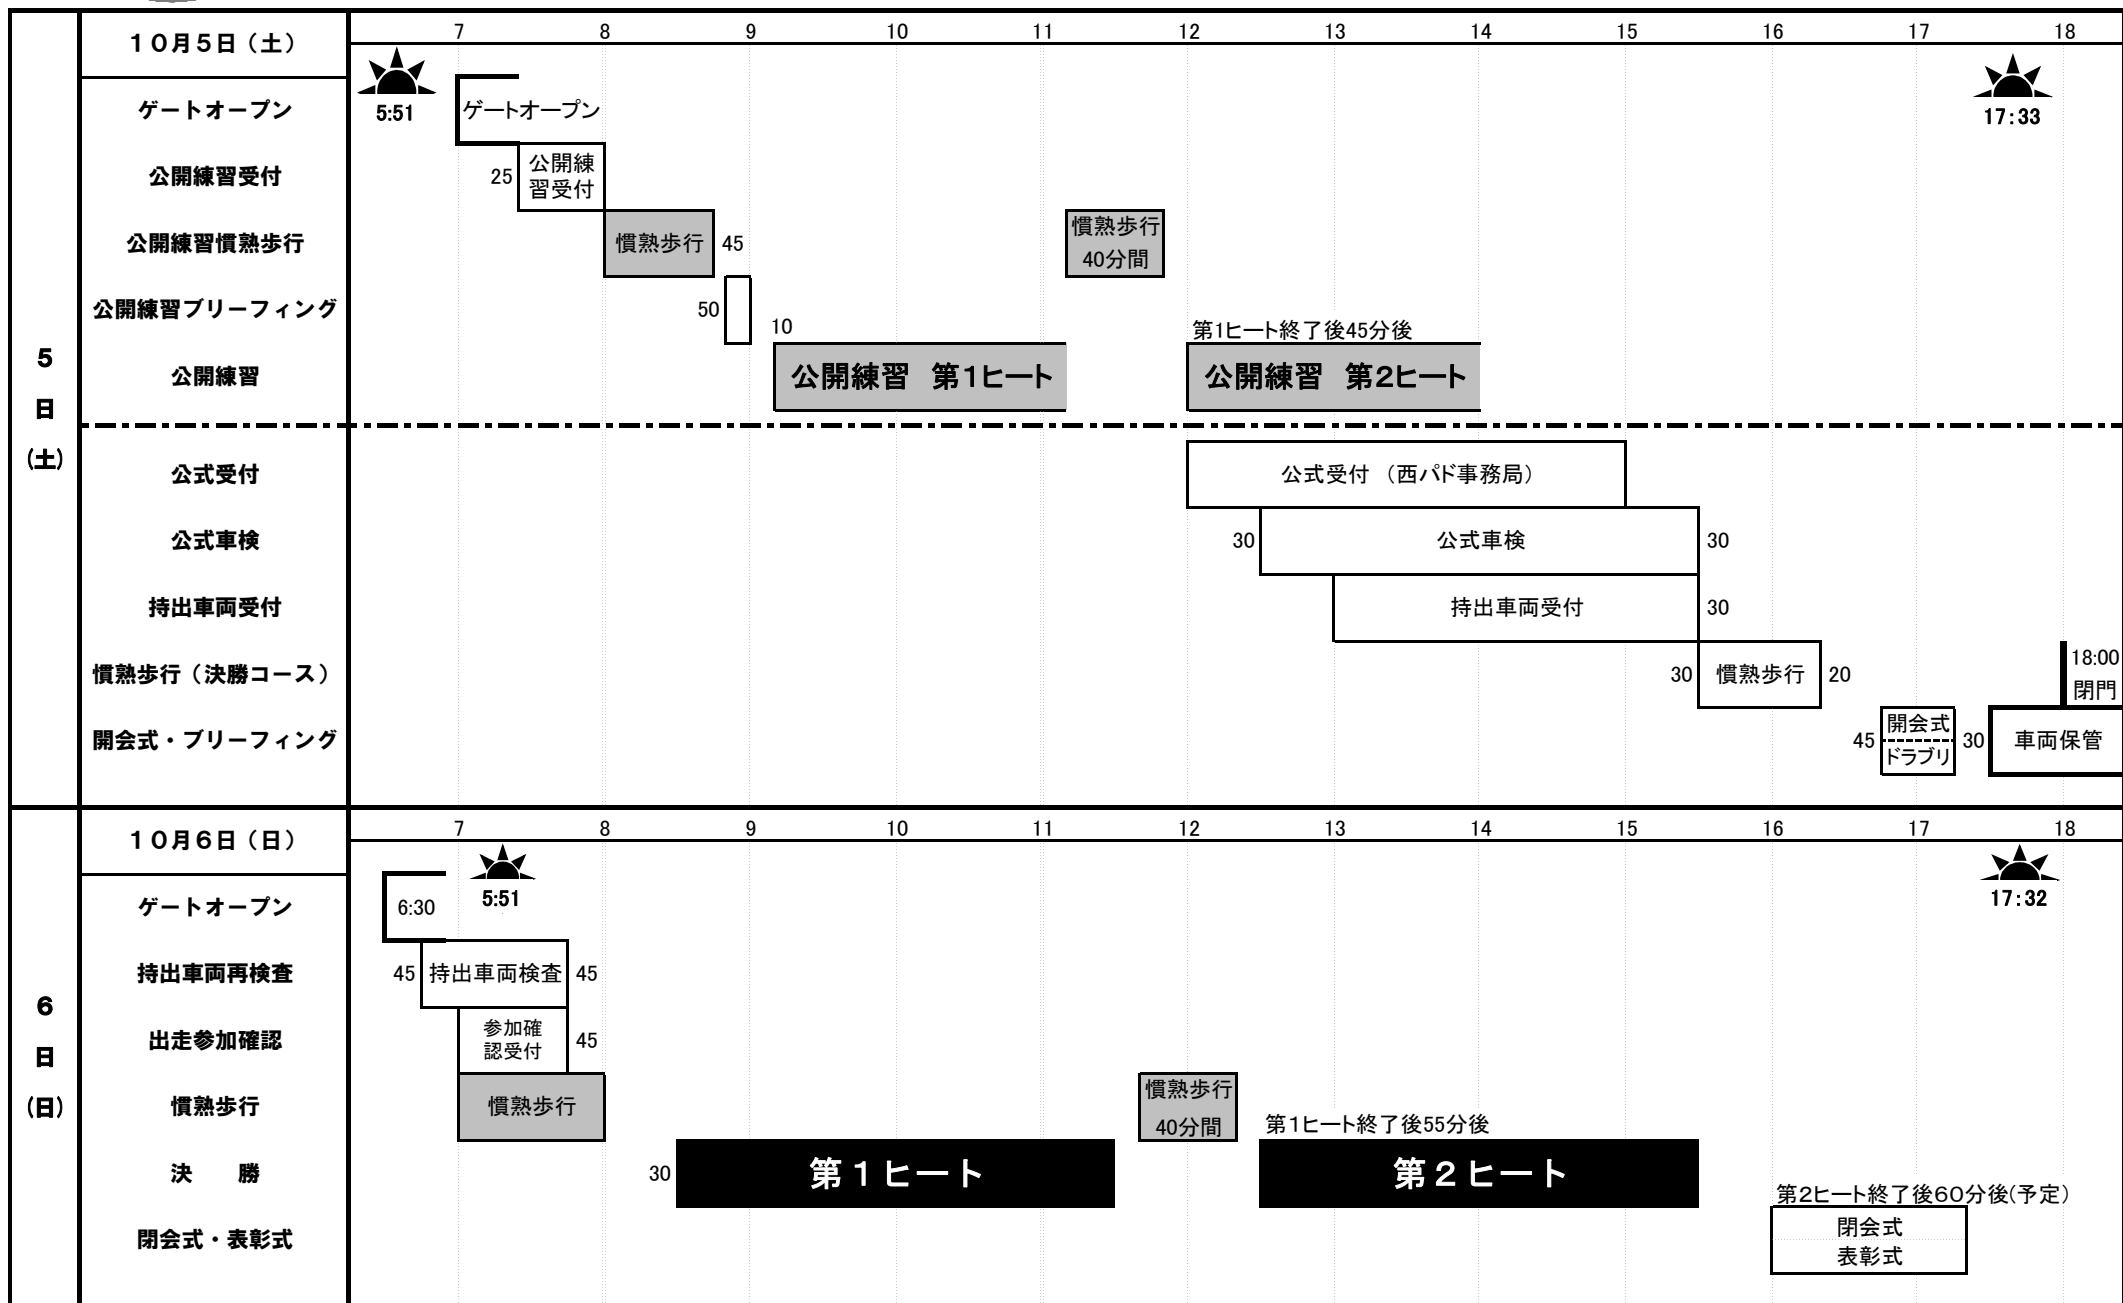 5
日
(土)
10月5日(土)
7 8 9 10 11 12 13 14 15 16 17 18
5:51
17:33
ゲートオープン
ゲートオープン
公開練習受付
25
公開練
習受付
公開練習慣熟歩行
慣熟歩行
45
慣熟歩行
40分間
公開練習ブリーフィング
50
10
第1ヒート終了後45分後
公開練習
公開練習 第1ヒート
公開練習 第2ヒート
公式受付
公式受付 (西パド事務局)
公式車検
30
公式車検
30
持出車両受付
持出車両受付
30
慣熟歩行(決勝コース)
30
慣熟歩行
20
18:00
閉門
開会式・ブリーフィング
45
開会式
ドラブリ
30
車両保管
6
日
(日)
10月6日(日)
7 8 9 10 11 12 13 14 15 16 17 18
5:51
17:32
ゲートオープン
6:30
持出車両再検査
45
持出車両検査
45
出走参加確認
参加確
認受付
45
慣熟歩行
慣熟歩行
慣熟歩行
40分間
第1ヒート終了後55分後
決 勝
30
第1ヒート
第2ヒート
第2ヒート終了後60分後(予定)
閉会式・表彰式
閉会式
表彰式